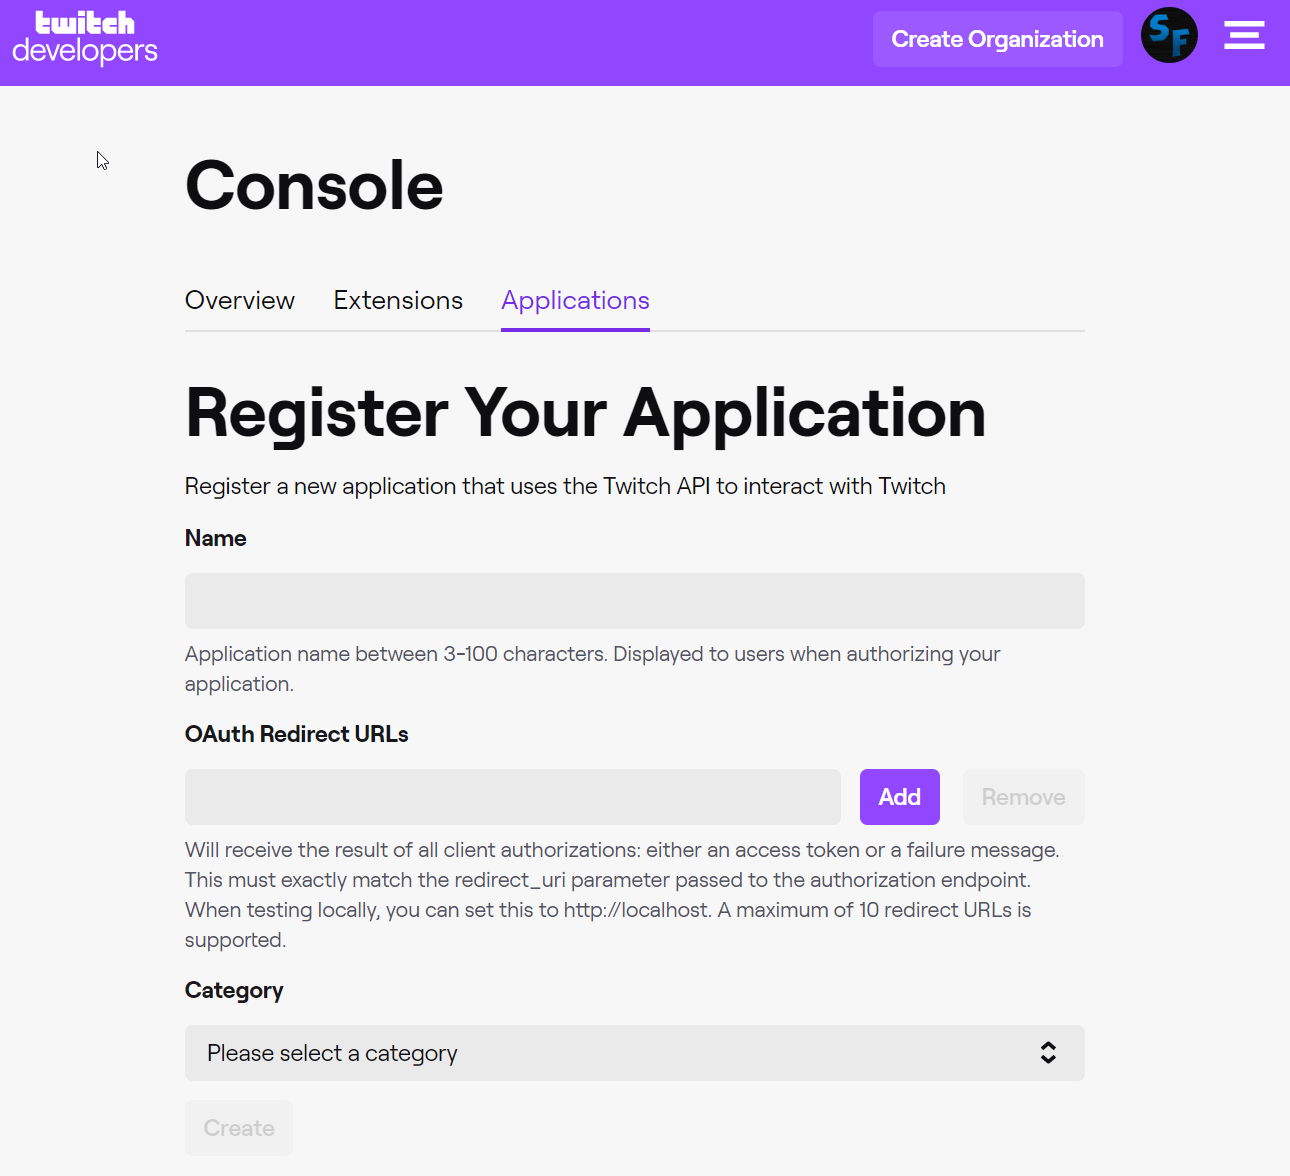 twitch
developers
Create Organization
SF
Console
Overview Extensions Applications
Register Your Application
Register a new application that uses the Twitch API to interact with Twitch
Name
Application name between 3-100 characters. Displayed to users when authorizing your
application.
OAuth Redirect URLs
Add Remove
Will receive the result of all client authorizations: either an access token or a failure message.
This must exactly match the redirect_uri parameter passed to the authorization endpoint.
When testing locally, you can set this to http://localhost. A maximum of 10 redirect URLs is
supported.
Category
Please select a category
Create